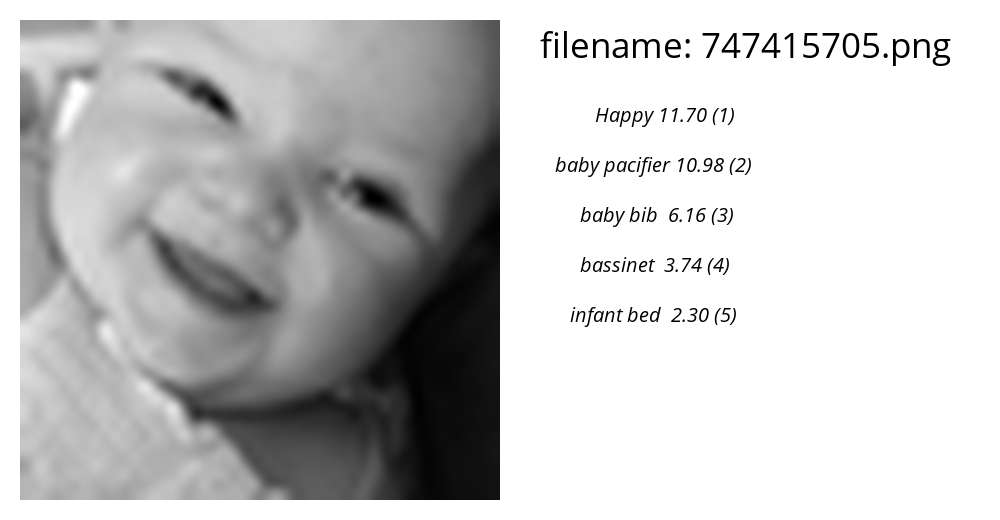 filename: 747415705.png
Happy 11.70 (1)
baby pacifier 10.98 (2)
baby bib 6.16 (3)
bassinet 3.74 (4)
infant bed 2.30 (5)